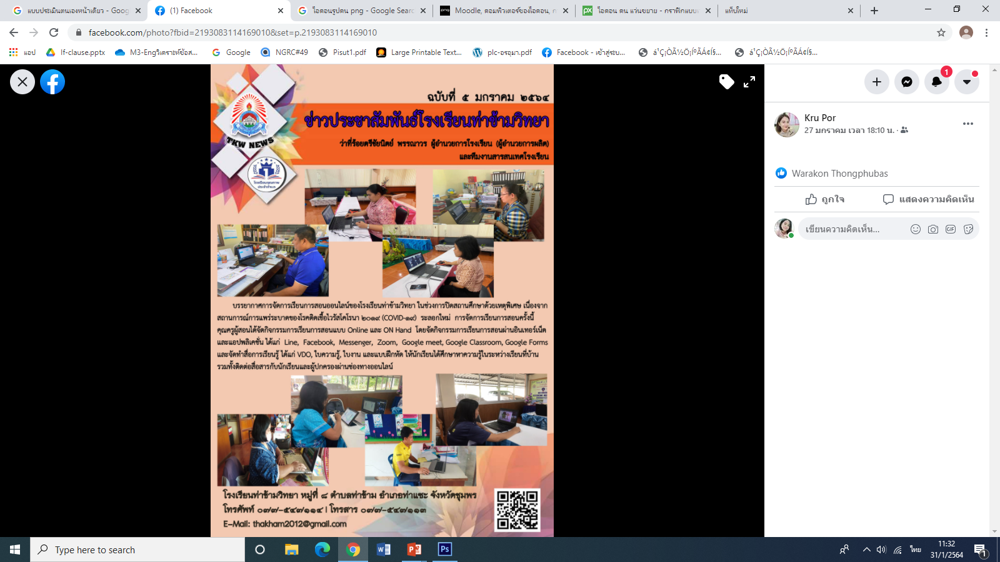 แบบประเมินตนเองหน้าเดียว - Goog
(1) Facebook
ไอคอนรูปคน png - Google Searc
Moodle, คอมพิวเตอร์ของไอคอน, ก
ไอคอน คน แว่นขยาย - กราฟิกแบบเ
แท็บใหม่
facebook.com/photo?fbid=2193083114169010&set=p.2193083114169010
แอป
If-clause.pptx
M3-Engวิเคราะห์ข้อส...
Google
NGRC#49
Pisut1.pdf
Large Printable Text...
plc-อรอุมา.pdf
Facebook - เข้าสู่ระบ...
á¹Ç¡ÒÃ½Ö¡ÍºÃÁ¢Í§...
á¹Ç¡ÒÃ½Ö¡ÍºÃÁ¢Í§...
ฉบับที่ ๕ มกราคม ๒๕๖๔
ข่าวประชาสัมพันธ์โรงเรียนท่าข้ามวิทยา
ว่าที่ร้อยตรีชัยนิตย์ พรรณาวร ผู้อำนวยการโรงเรียน (ผู้อำนวยการผลิต)
และทีมงานสารสนเทศโรงเรียน
TKW NEWS
1
โรงเรียนคุณภาพ
ประจำตำบล
บรรยากาศการจัดการเรียนการสอนออนไลน์ของโรงเรียนท่าข้ามวิทยา ในช่วงการปิดสถานศึกษาด้วยเหตุพิเศษ เนื่องจาก
สถานการณ์การแพร่ระบาดของโรคติดเชื้อไวรัสโคโรนา ๒๐๑๙ (COVID-๑๙) ระลอกใหม่ การจัดการเรียนการสอนครั้งนี้
คุณครูผู้สอนได้จัดกิจกรรมการเรียนการสอนแบบ Online และ ON Hand โดยจัดกิจกรรมการเรียนการสอนผ่านอินเทอร์เน็ต
และแอปพลิเคชั่น ได้แก่ Line, Facebook, Messenger, Zoom, Google meet, Google Classroom, Google Forms
และจัดทำสื่อการเรียนรู้ ได้แก่ VDO, ใบความรู้, ใบงาน และแบบฝึกหัด ให้นักเรียนได้ศึกษาหาความรู้ในระหว่างเรียนที่บ้าน
รวมทั้งติดต่อสื่อสารกับนักเรียนและผู้ปกครองผ่านช่องทางออนไลน์
โรงเรียนท่าข้ามวิทยา หมู่ที่ ๘ ตำบลท่าข้าม อำเภอท่าแซะ จังหวัดชุมพร
โทรศัพท์ ๐๗๗-๕๔๗๑๑๔ | โทรสาร ๐๗๗-๕๔๗๑๑๓
E-Mail: thakham2012@gmail.com
1
Kru Por
27 มกราคม เวลา 18:10 น. ·
Warakon Thongphubas
ถูกใจ
แสดงความคิดเห็น
เขียนความคิดเห็น...
GIF
Type here to search
ไทย
11:32
31/1/2564
1